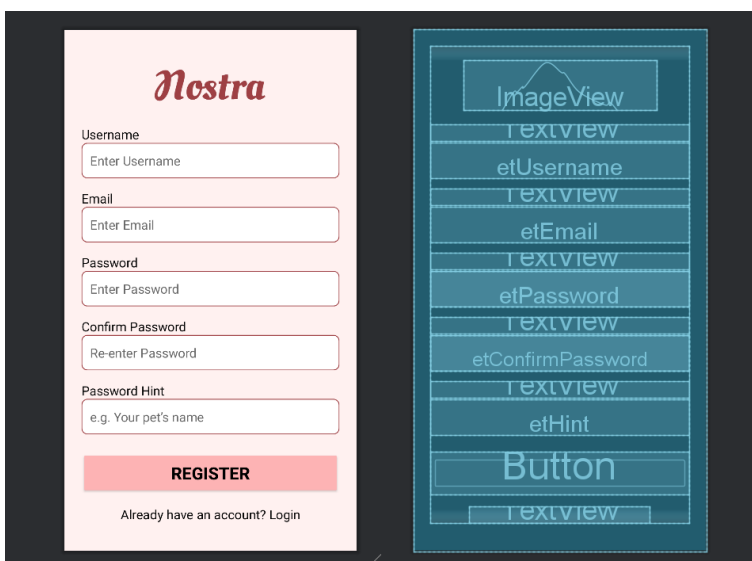 Nostra
Username
Enter Username
Email
Enter Email
Password
Enter Password
Confirm Password
Re-enter Password
Password Hint
e.g. Your pet's name
REGISTER
Already have an account? Login
ImageView
TextView
etUsername
TextView
etEmail
TextView
etPassword
TextView
etConfirmPassword
TextView
etHint
Button
TextView